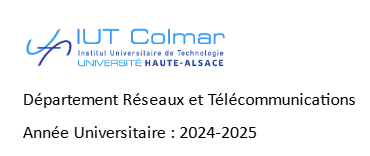 IUT Colmar
Institut Universitaire de Technologie
UNIVERSITÉ HAUTE-ALSACE
Département Réseaux et Télécommunications
Année Universitaire : 2024-2025